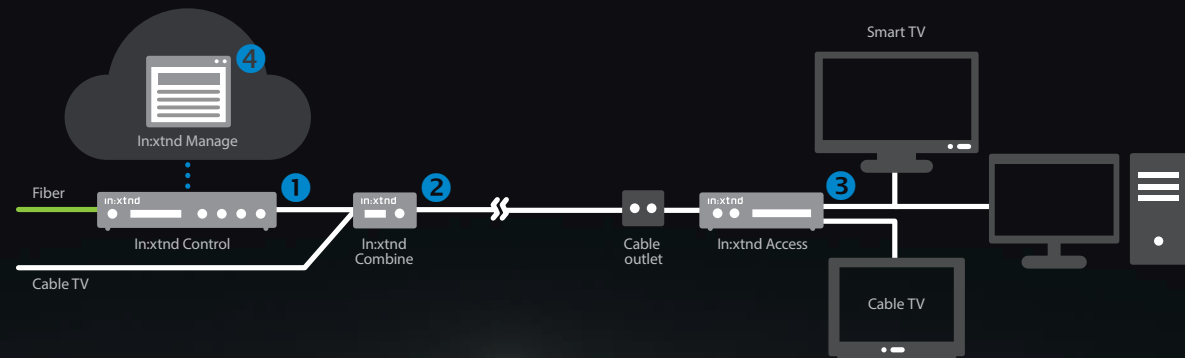 Smart TV
4
In:xtnd Manage
Fiber
1
2
3
in:xtnd
in:xtnd
in:xtnd
In:xtnd Control
In:xtnd
Combine
Cable
outlet
In:xtnd Access
Cable TV
Cable TV